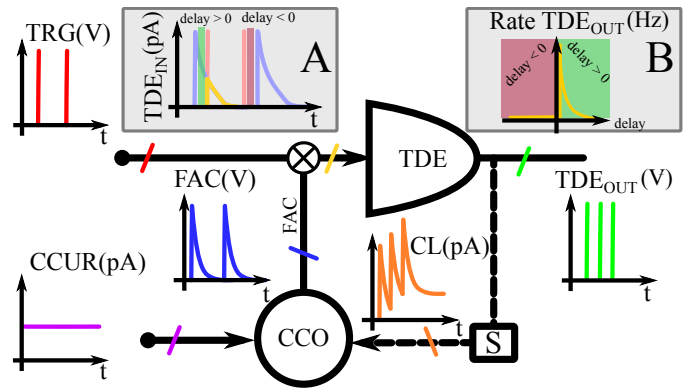 TRG(V)
t
TDE_IN(pA)
delay > 0
delay < 0
A
t
Rate TDE_OUT (Hz)
delay < 0
delay > 0
B
delay
TDE
FAC(V)
t
FAC
CL(pA)
t
TDE_OUT (V)
t
CCUR(pA)
t
CCO
S